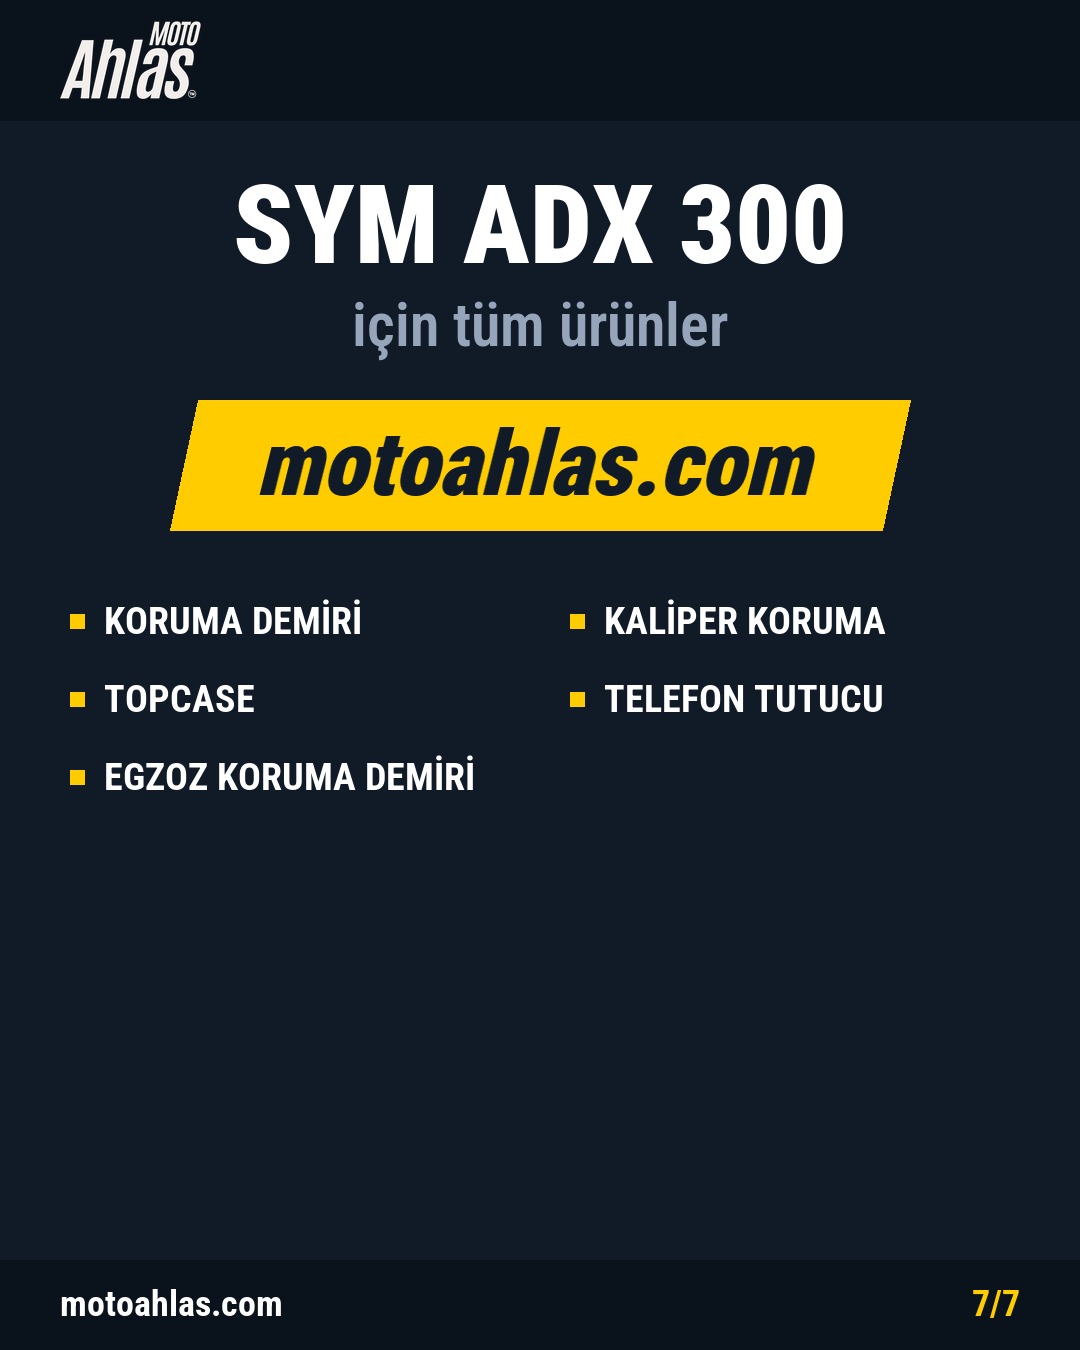 MOTO
Ahlas
SYM ADX 300
için tüm ürünler
motoahlas.com
KORUMA DEMİRİ
KALİPER KORUMA
TOPCASE
TELEFON TUTUCU
EGZOZ KORUMA DEMİRİ
motoahlas.com
7/7